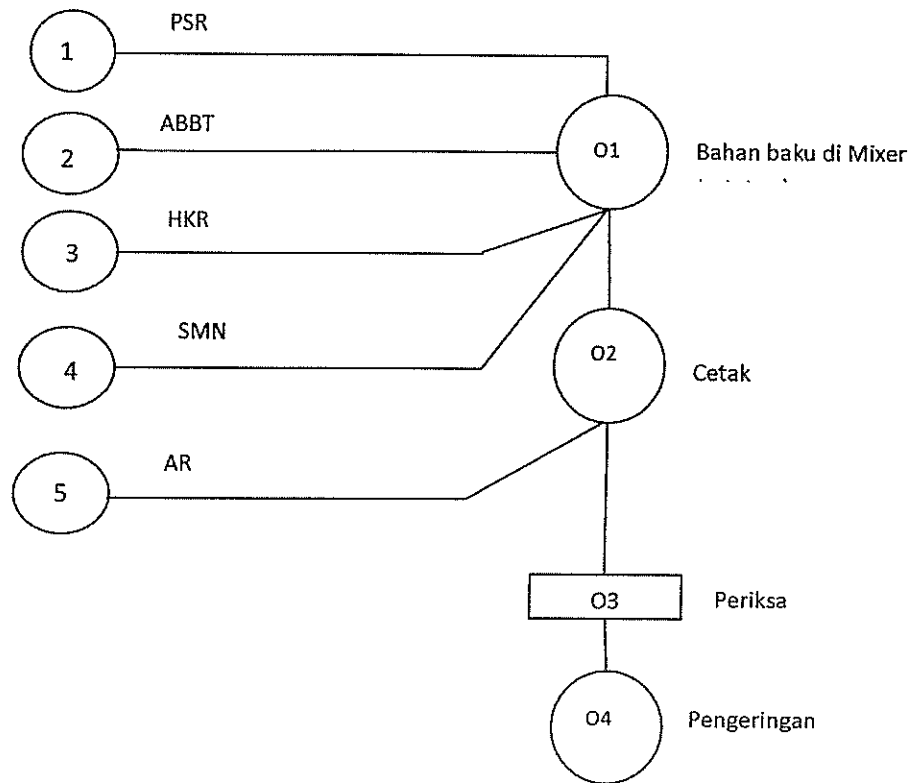 PSR
1
ABBT
2
O1
Bahan baku di Mixer
HKR
3
SMN
4
O2
Cetak
AR
5
O3
Periksa
O4
Pengeringan